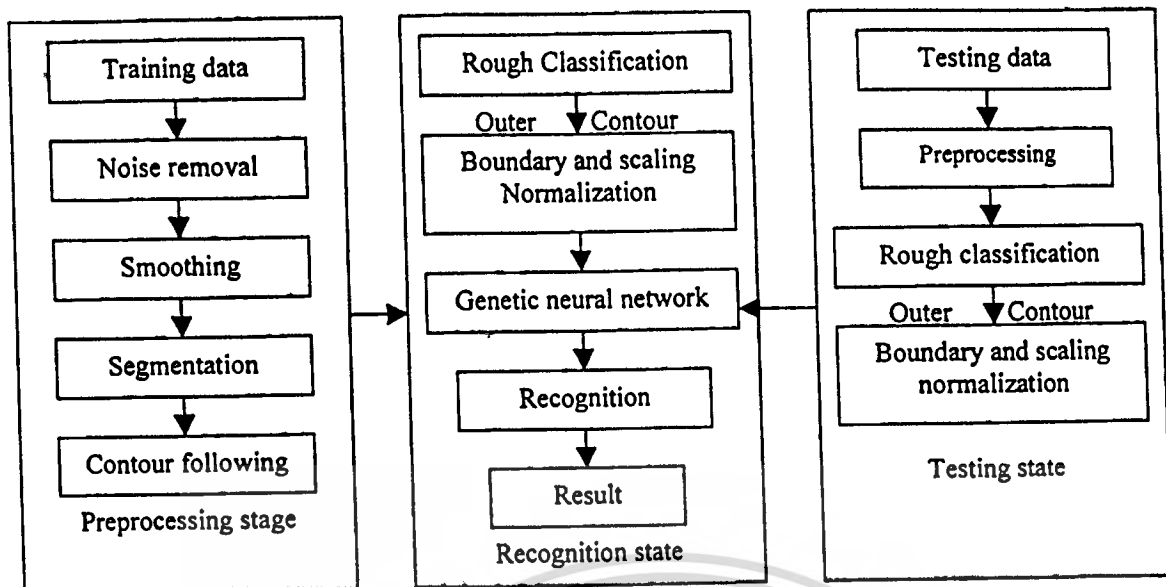 Training data
Noise removal
Smoothing
Segmentation
Contour following
Preprocessing stage
Rough Classification
Outer Contour
Boundary and scaling
Normalization
Genetic neural network
Recognition
Result
Recognition state
Testing data
Preprocessing
Rough classification
Outer Contour
Boundary and scaling
normalization
Testing state